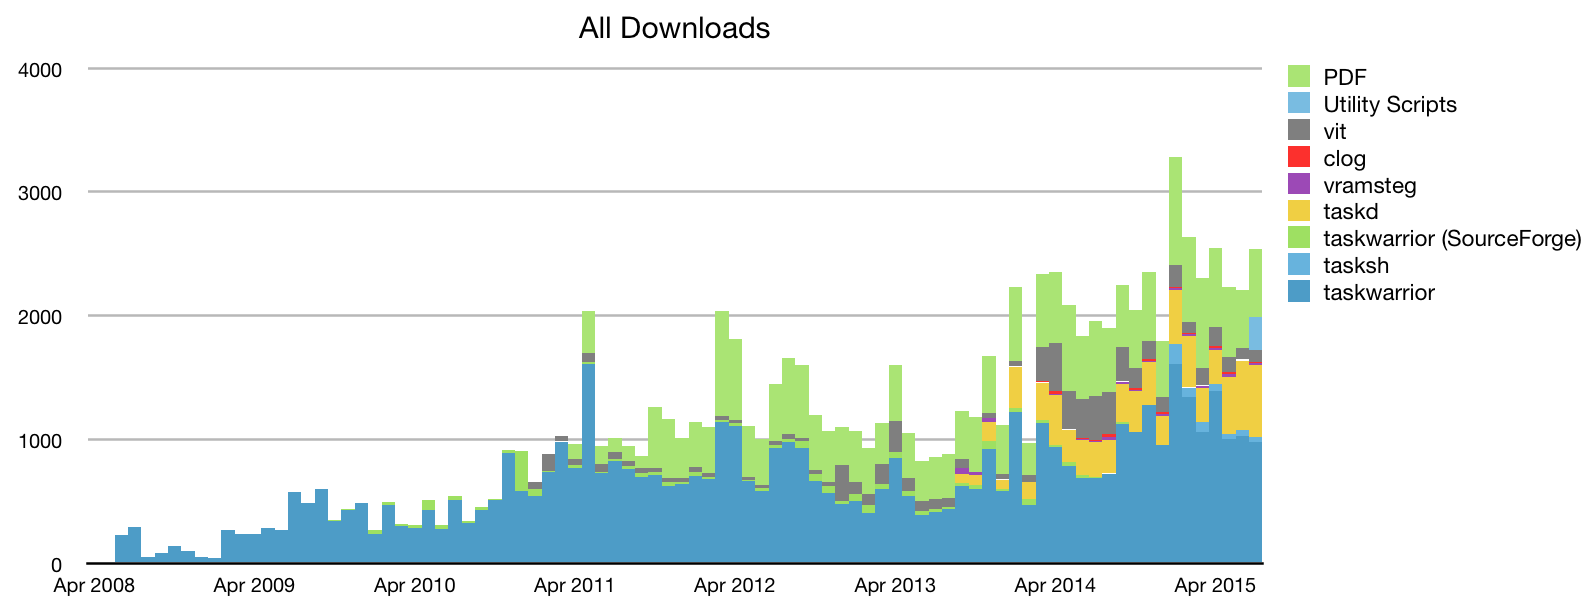 All Downloads
4000
3000
2000
1000
0
Apr 2008 Apr 2009 Apr 2010 Apr 2011 Apr 2012 Apr 2013 Apr 2014 Apr 2015
PDF
Utility Scripts
vit
clog
vramsteg
taskd
taskwarrior (SourceForge)
tasksh
taskwarrior